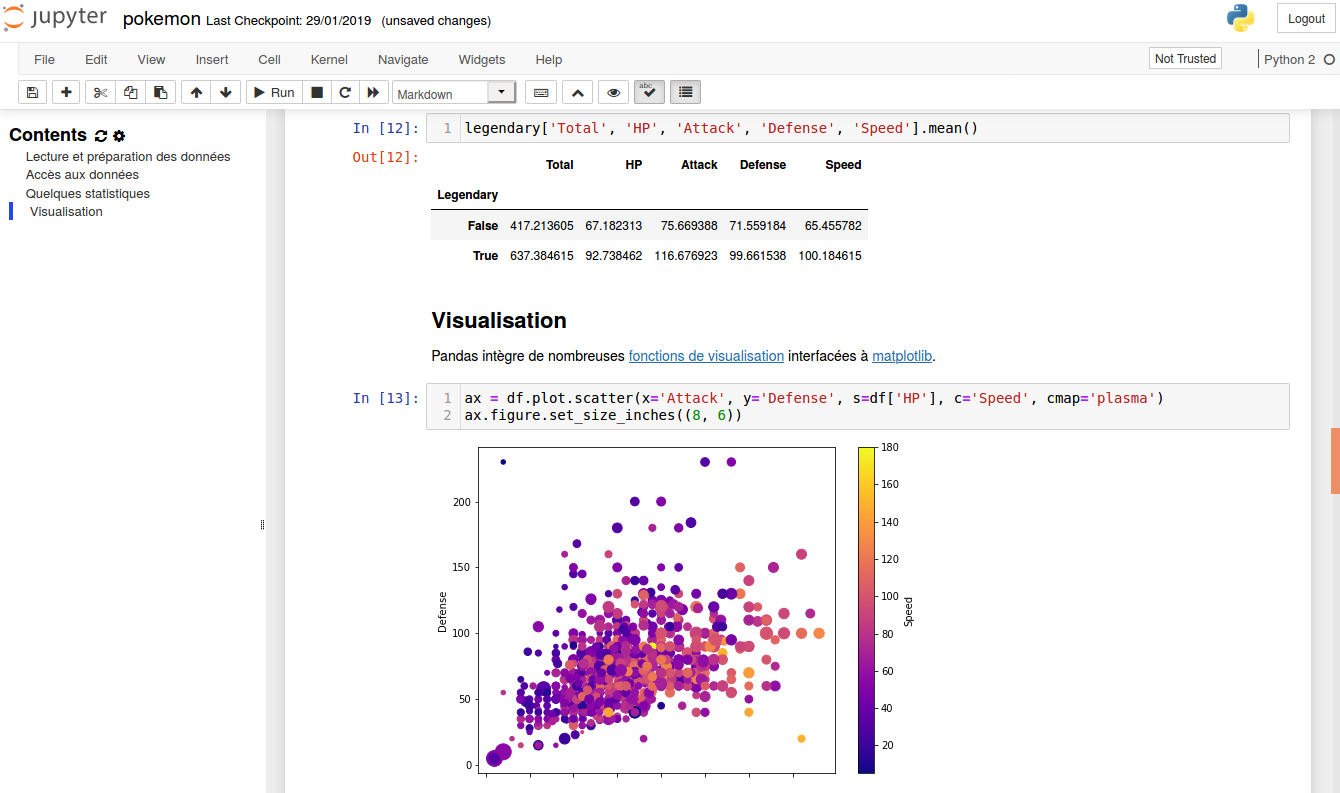 jupyter pokemon Last Checkpoint: 29/01/2019 (unsaved changes) Logout
File Edit View Insert Cell Kernel Navigate Widgets Help Not Trusted Python 2
Run Markdown abc
Contents
Lecture et préparation des données
Accès aux données
Quelques statistiques
Visualisation
In [12]: 1 legendary['Total', 'HP', 'Attack', 'Defense', 'Speed'].mean()
Out[12]:
Total HP Attack Defense Speed
Legendary
False 417.213605 67.182313 75.669388 71.559184 65.455782
True 637.384615 92.738462 116.676923 99.661538 100.184615
Visualisation
Pandas intègre de nombreuses fonctions de visualisation interfacées à matplotlib.
In [13]: 1 ax = df.plot.scatter(x='Attack', y='Defense', s=df['HP'], c='Speed', cmap='plasma')
2 ax.figure.set_size_inches((8, 6))
Defense
200
150
100
50
0
180
160
140
120
100
80
60
40
20
Speed